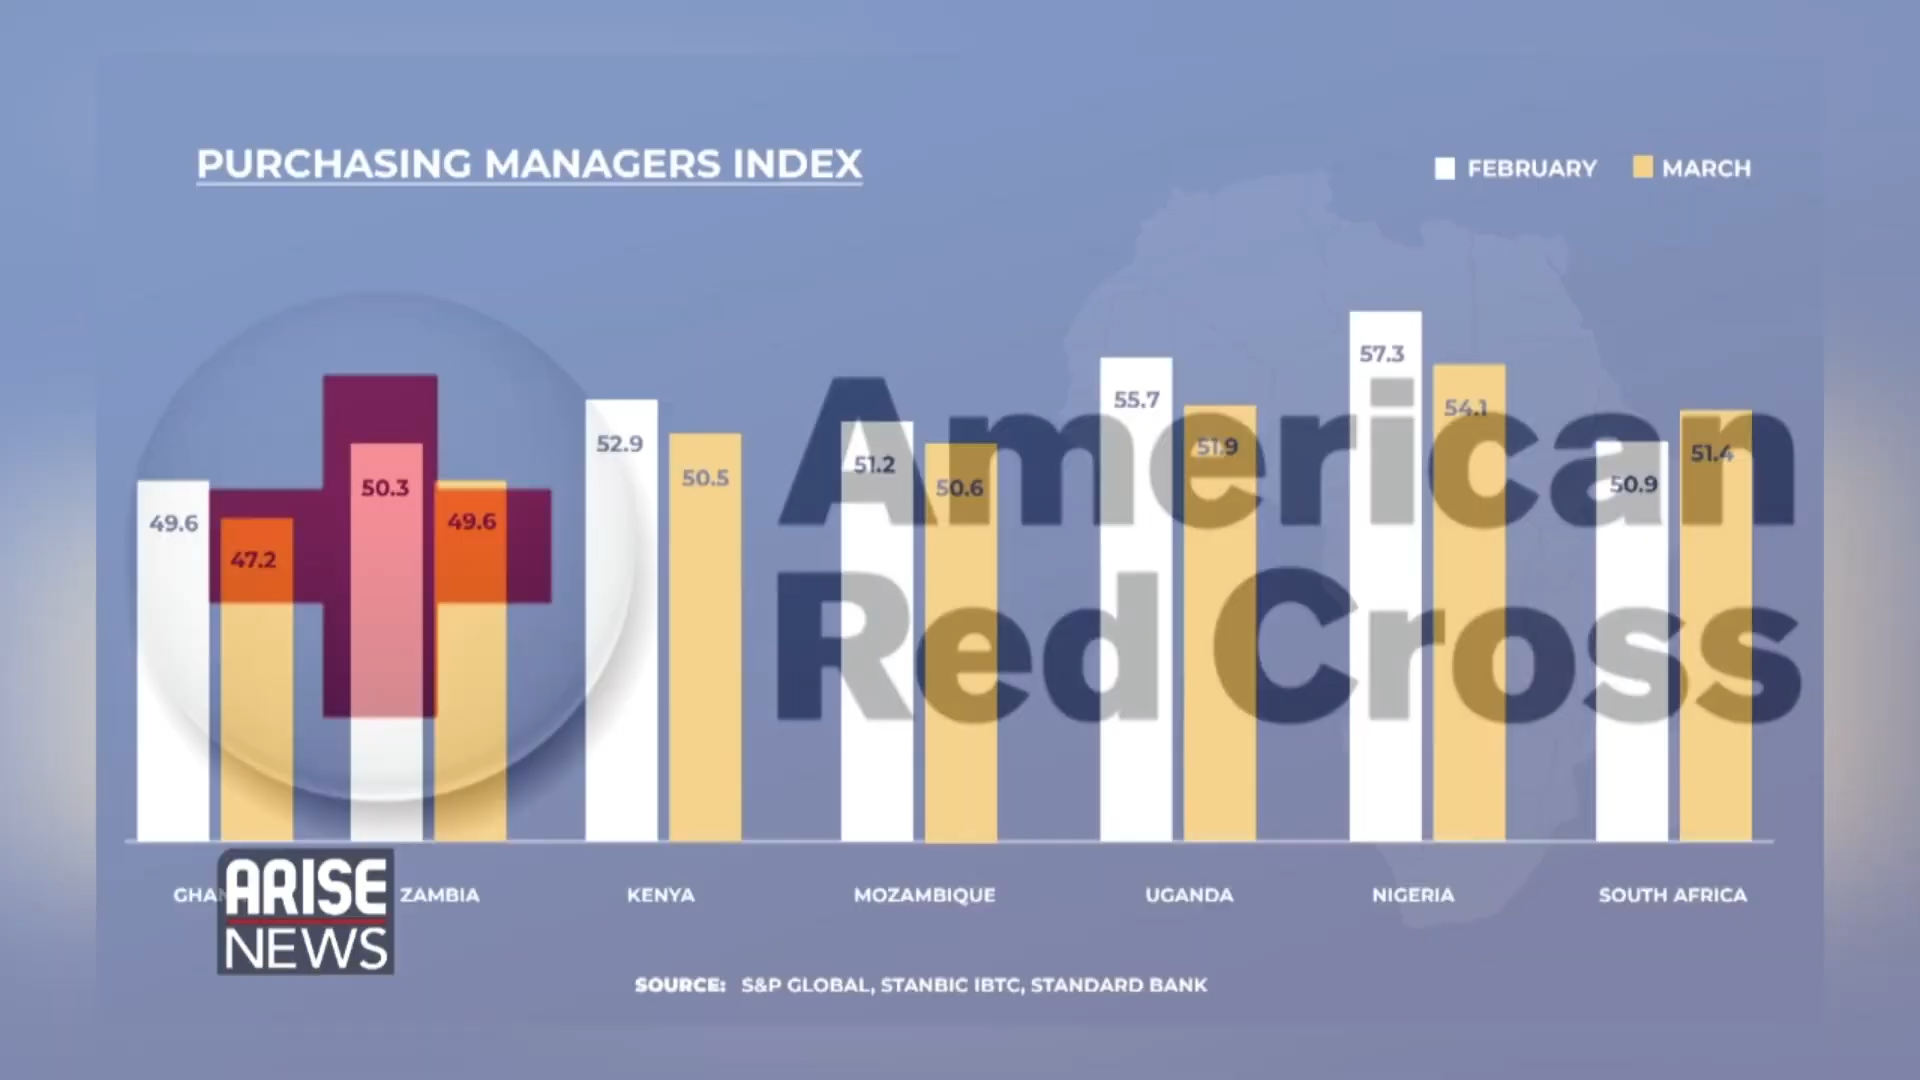 PURCHASING MANAGERS INDEX
FEBRUARY MARCH
57.3
55.7 54.1
52.9 51.9 51.4
50.5 51.2 50.6 50.9
50.3
49.6 49.6
47.2
American
Red Cross
GHAN ZAMBIA KENYA MOZAMBIQUE UGANDA NIGERIA SOUTH AFRICA
ARISE
NEWS
SOURCE: S&P GLOBAL, STANBIC IBTC, STANDARD BANK